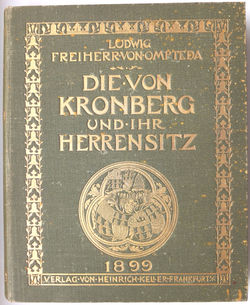 LUDWIG
FREIHERR·VON·OMPTEDA
DIE·VON
KRONBERG
UND·IHR
HERRENSITZ
1899
VERLAG·VON·HEINRICH·KELLER·FRANKFURT